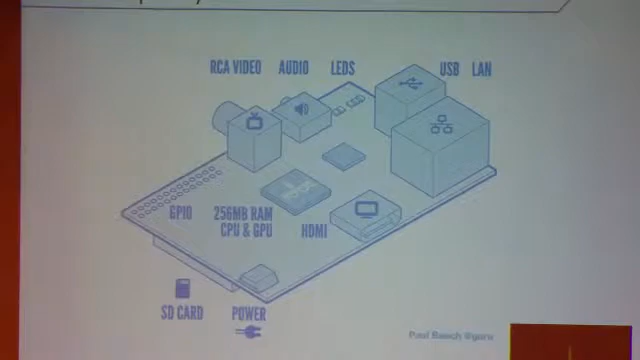 RCA VIDEO AUDIO LEDS USB LAN
GPIO
256MB RAM
CPU & GPU
HDMI
SD CARD
POWER